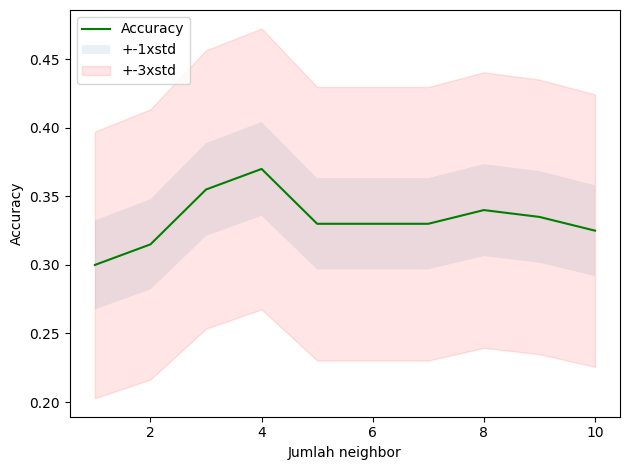 Accuracy
+-1xstd
+-3xstd
0.45
0.40
0.35
0.30
0.25
0.20
Accuracy
2 4 6 8 10
Jumlah neighbor